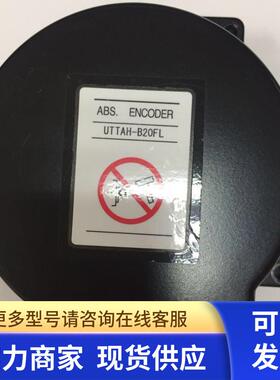 ABS. ENCODER
UTTAH-B20FL
更多型号请咨询在线客服
力商家 现货供应
可
发